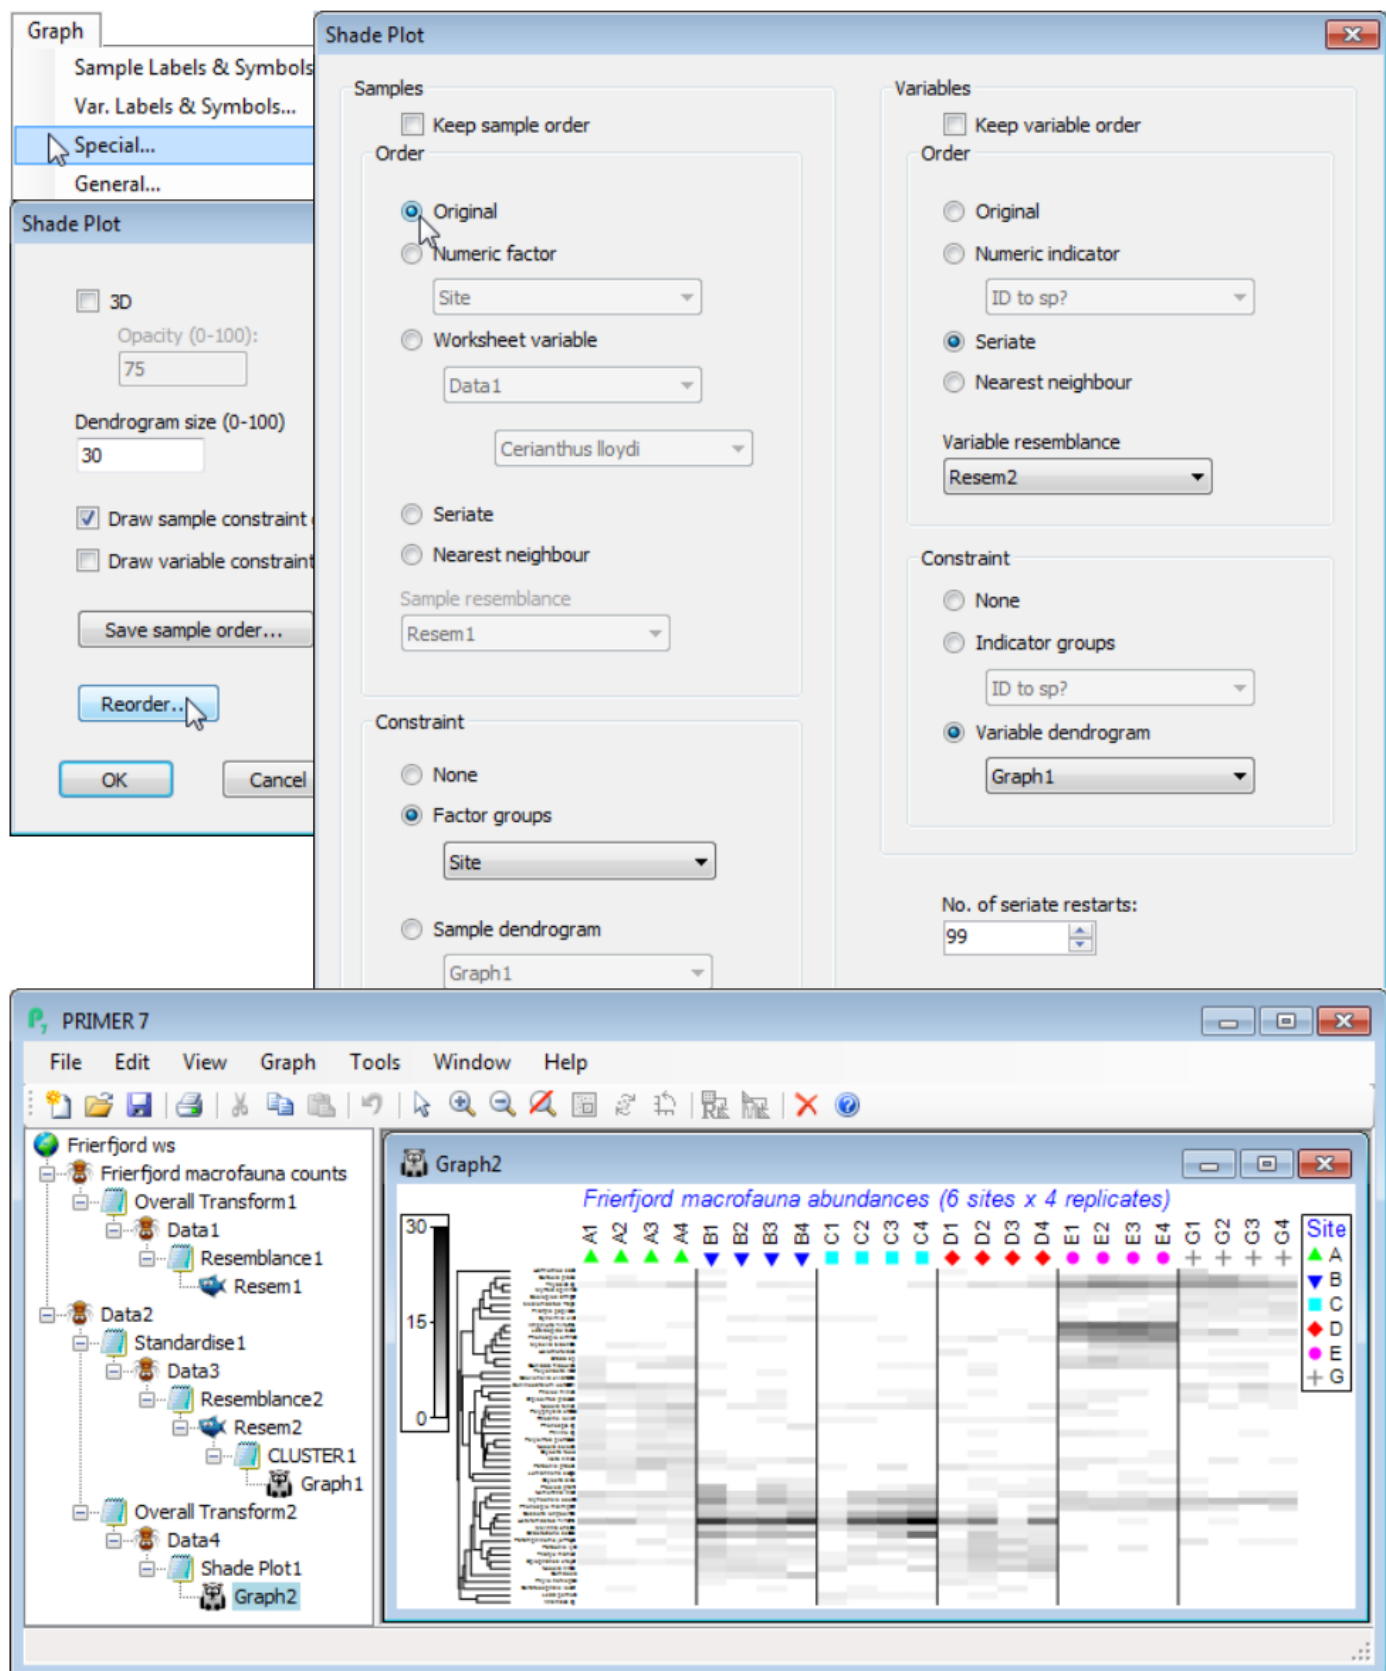 Graph
Sample Labels & Symbols
Var. Labels & Symbols...
Special...
General...
Shade Plot
3D
Opacity (0-100):
75
Dendrogram size (0-100)
30
Draw sample constraint
Draw variable constraint
Save sample order...
Reorder..
OK
Cancel
Shade Plot
Samples
Keep sample order
Order
Original
Numeric factor
Site
Worksheet variable
Data1
Cerianthus lloydi
Seriate
Nearest neighbour
Sample resemblance
Resem1
Constraint
None
Factor groups
Site
Sample dendrogram
Graph1
Variables
Keep variable order
Order
Original
Numeric indicator
ID to sp?
Seriate
Nearest neighbour
Variable resemblance
Resem2
Constraint
None
Indicator groups
ID to sp?
Variable dendrogram
Graph1
No. of seriate restarts:
99
PRIMER 7
File Edit View Graph Tools Window Help
Frierfjord ws
Frierfjord macrofauna counts
Overall Transform1
Data1
Resemblance1
Resem1
Data2
Standardise1
Data3
Resemblance2
Resem2
CLUSTER1
Graph1
Overall Transform2
Data4
Shade Plot1
Graph2
Graph2
Frierfjord macrofauna abundances (6 sites x 4 replicates)
30
15
0
A1 A2 A3 A4 B1 B2 B3 B4 C1 C2 C3 C4 D1 D2 D3 D4 E1 E2 E3 E4 G1 G2 G3 G4
Site
A
B
C
D
E
G